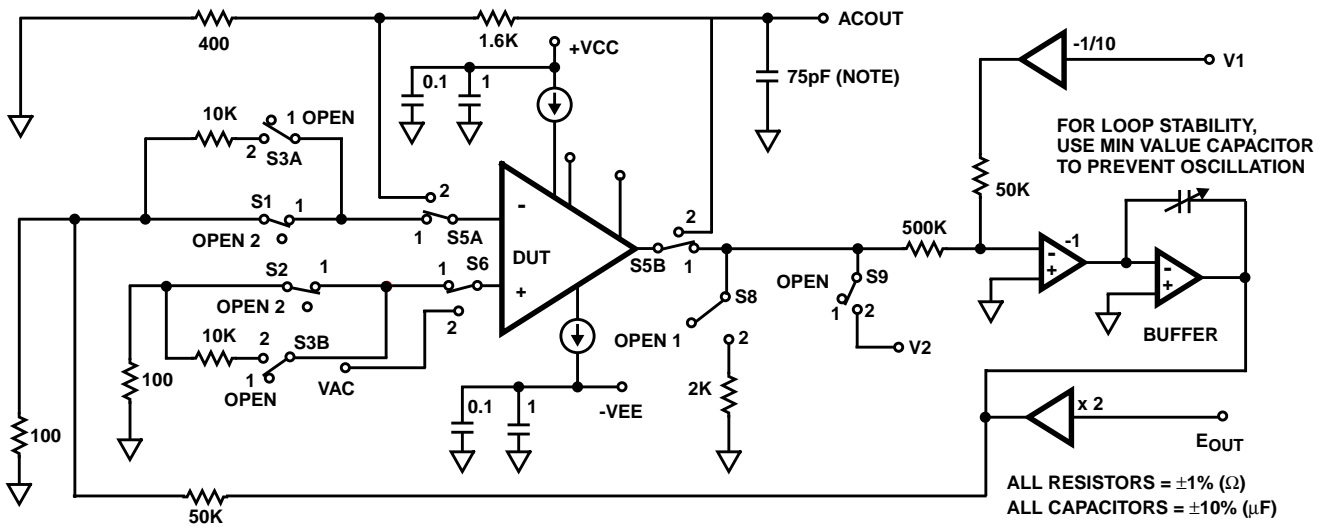 400
1.6K
ACOUT
+VCC
0.1
1
75pF (NOTE)
-1/10
V1
10K
1 OPEN
2
S3A
FOR LOOP STABILITY,
USE MIN VALUE CAPACITOR
TO PREVENT OSCILLATION
50K
S1
1
OPEN 2
2
1
S5A
-
DUT
+
2
S5B
1
500K
-1
-
+
-
+
BUFFER
S2
1
OPEN 2
1
S6
2
10K
2
S3B
1
OPEN
VAC
100
S8
OPEN 1
2
2K
OPEN
S9
1
2
V2
0.1
1
-VEE
x 2
EOUT
100
50K
ALL RESISTORS = ±1% (Ω)
ALL CAPACITORS = ±10% (μF)